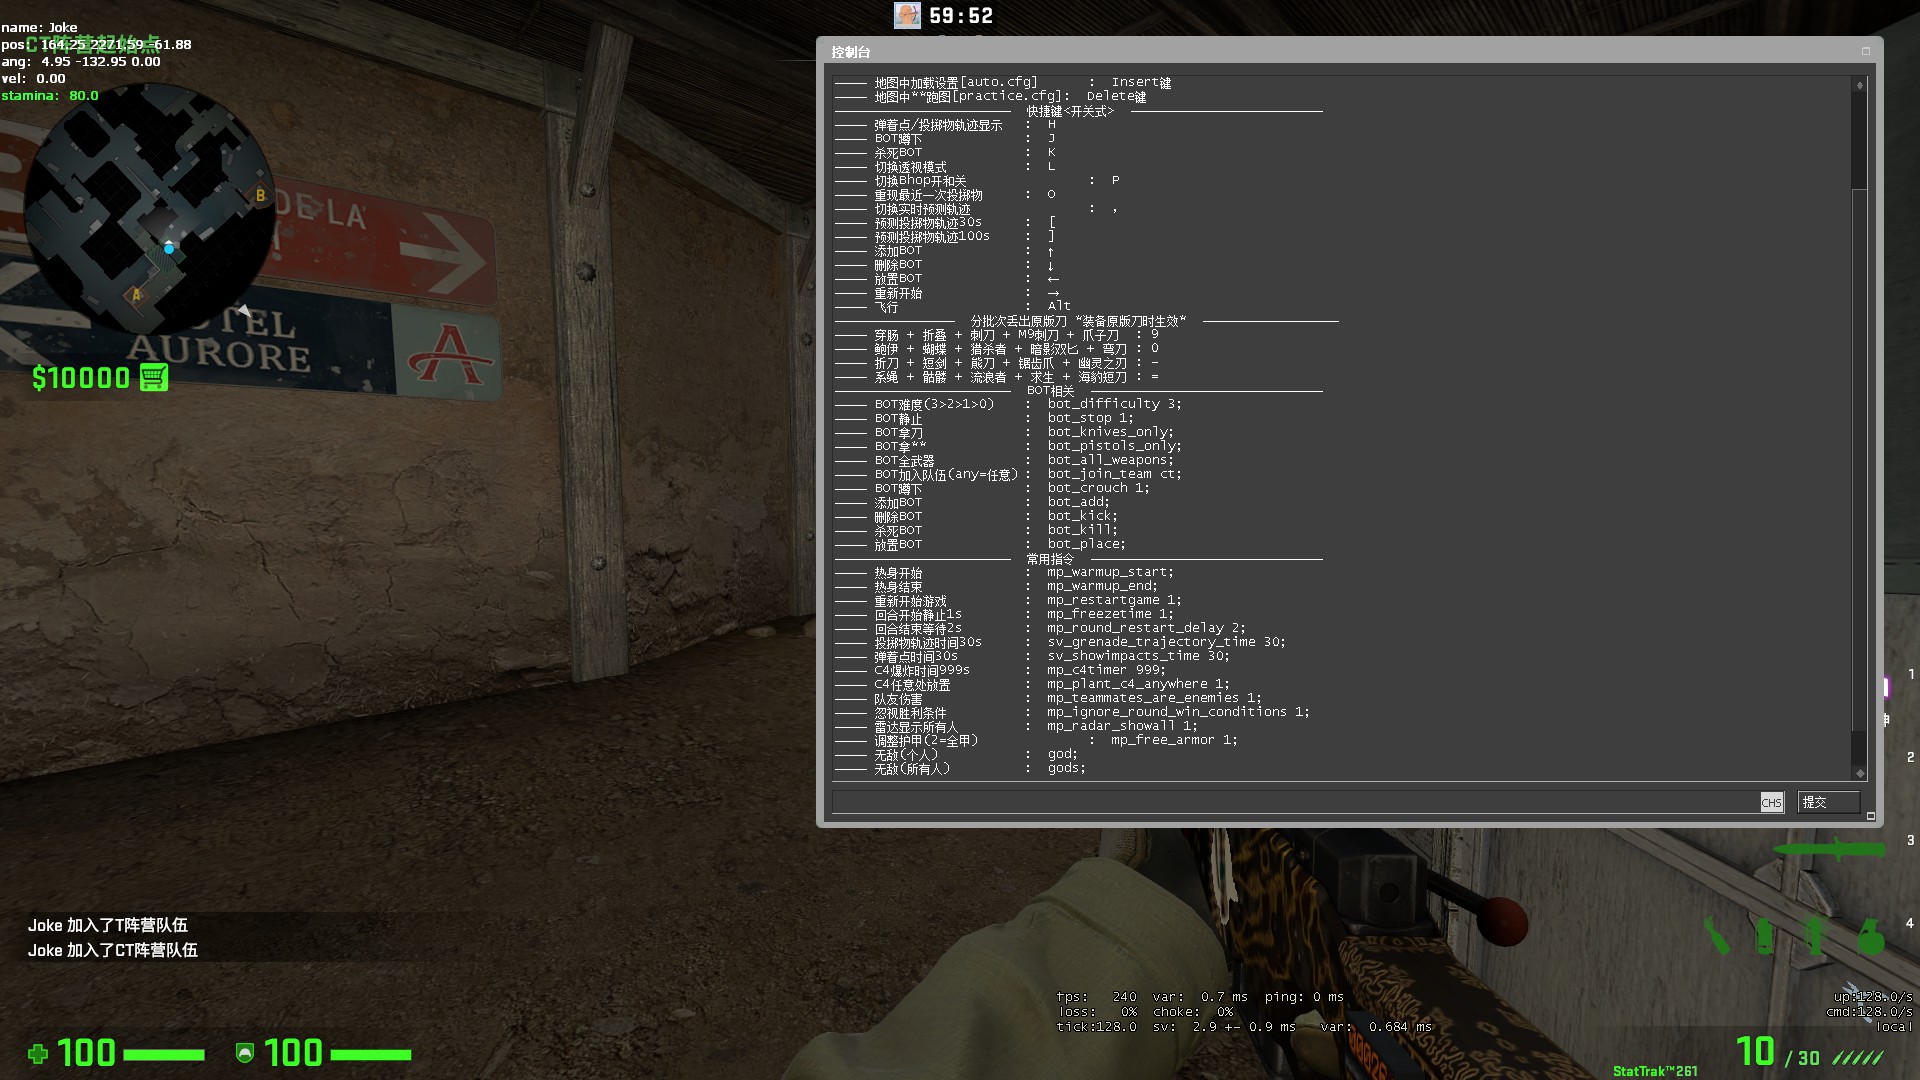 name: Joke
CT阵营起始点
pos: 164.25 2271.59 -61.88
ang: 4.95 -132.95 0.00
vel: 0.00
stamina: 80.0
59:52
B
A
DE LA
HOTEL
AURORE
A
$10000
控制台
地图中加载设置[auto.cfg] : Insert键
地图中**跑图[practice.cfg]: Delete键
快捷键<开关式>
弹着点/投掷物轨迹显示 : H
BOT蹲下 : J
杀死BOT : K
切换透视模式 : L
切换Bhop开和关 : P
重现最近一次投掷物 : O
切换实时预测轨迹 : ,
预测投掷物轨迹30s : [
预测投掷物轨迹100s : ]
添加BOT : ↑
删除BOT : ↓
放置BOT : ←
重新开始 : →
飞行 : Alt
分批次丢出原版刀 *装备原版刀时生效*
穿肠 + 折叠 + 刺刀 + M9刺刀 + 爪子刀 : 9
鲍伊 + 蝴蝶 + 猎杀者 + 暗影双匕 + 弯刀 : 0
折刀 + 短剑 + 熊刀 + 锯齿爪 + 幽灵之刃 : -
系绳 + 骷髅 + 流浪者 + 求生 + 海豹短刀 : =
BOT相关
BOT难度(3>2>1>0) : bot_difficulty 3;
BOT静止 : bot_stop 1;
BOT拿刀 : bot_knives_only;
BOT拿** : bot_pistols_only;
BOT全武器 : bot_all_weapons;
BOT加入队伍(any=任意) : bot_join_team ct;
BOT蹲下 : bot_crouch 1;
添加BOT : bot_add;
删除BOT : bot_kick;
杀死BOT : bot_kill;
放置BOT : bot_place;
常用指令
热身开始 : mp_warmup_start;
热身结束 : mp_warmup_end;
重新开始游戏 : mp_restartgame 1;
回合开始静止1s : mp_freezetime 1;
回合结束等待2s : mp_round_restart_delay 2;
投掷物轨迹时间30s : sv_grenade_trajectory_time 30;
弹着点时间30s : sv_showimpacts_time 30;
C4爆炸时间999s : mp_c4timer 999;
C4任意处放置 : mp_plant_c4_anywhere 1;
队友伤害 : mp_teammates_are_enemies 1;
忽视胜利条件 : mp_ignore_round_win_conditions 1;
雷达显示所有人 : mp_radar_showall 1;
调整护甲(2=全甲) : mp_free_armor 1;
无敌(个人) : god;
无敌(所有人) : gods;
CHS
提交
1
2
3
4
Joke 加入了T阵营队伍
Joke 加入了CT阵营队伍
fps: 240 var: 0.7 ms ping: 0 ms
loss: 0% choke: 0%
tick:128.0 sv: 2.9 +- 0.9 ms var: 0.684 ms
up:128.0/s
cmd:128.0/s
local
100
100
10 / 30
StatTrak™261